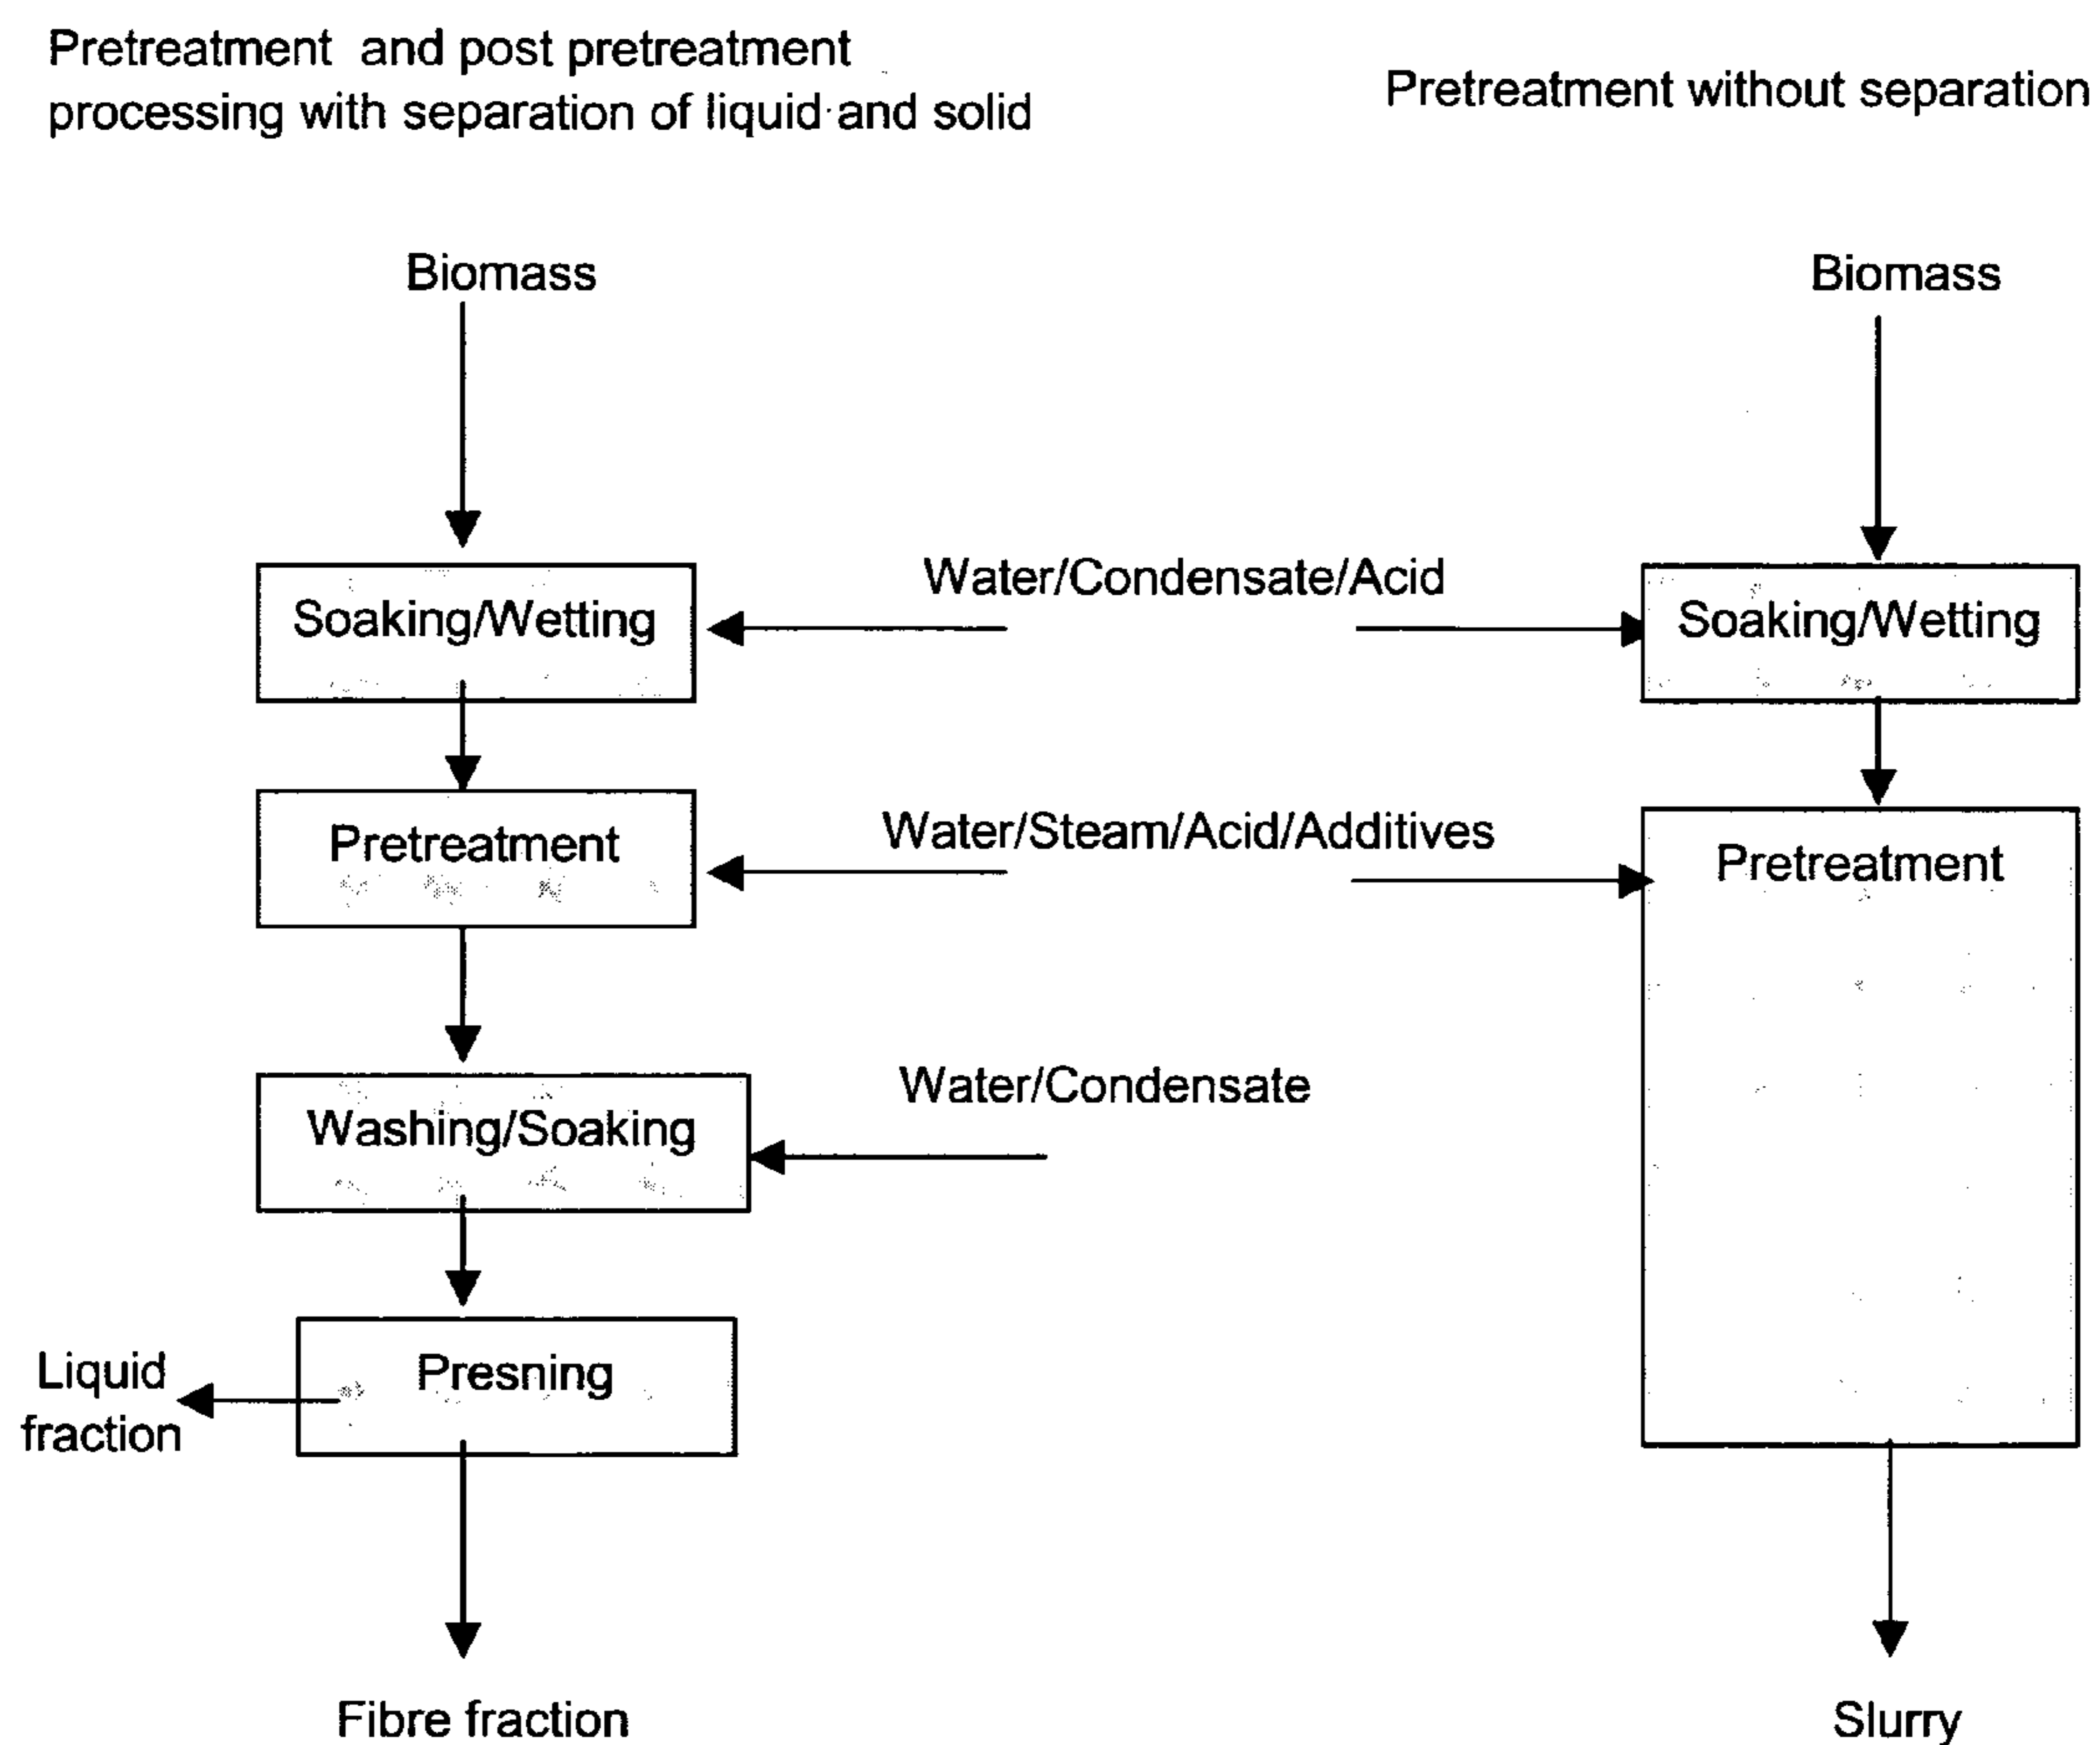 Pretreatment and post pretreatment
processing with separation of liquid and solid
Pretreatment without separation
Biomass
Biomass
Soaking/Wetting
Water/Condensate/Acid
Soaking/Wetting
Pretreatment
Water/Steam/Acid/Additives
Pretreatment
Washing/Soaking
Water/Condensate
Presning
Liquid
fraction
Fibre fraction
Slurry